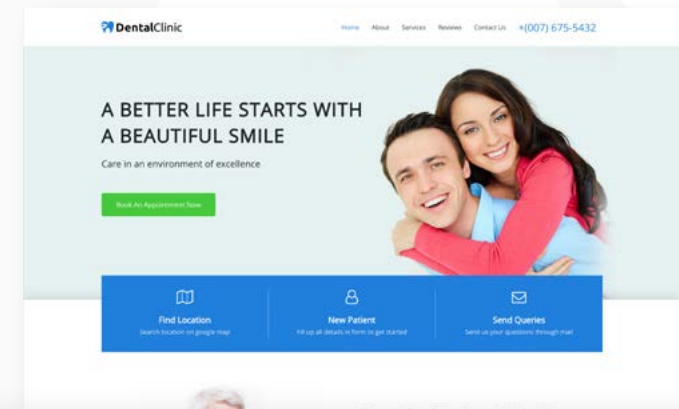 DentalClinic
Home About Services Reviews Contact Us +(007) 675-5432
A BETTER LIFE STARTS WITH
A BEAUTIFUL SMILE
Care in an environment of excellence
Book An Appointment Now
Find Location
Search location on google map
New Patient
Fill up all details in form to get started
Send Queries
Send us your questions through mail